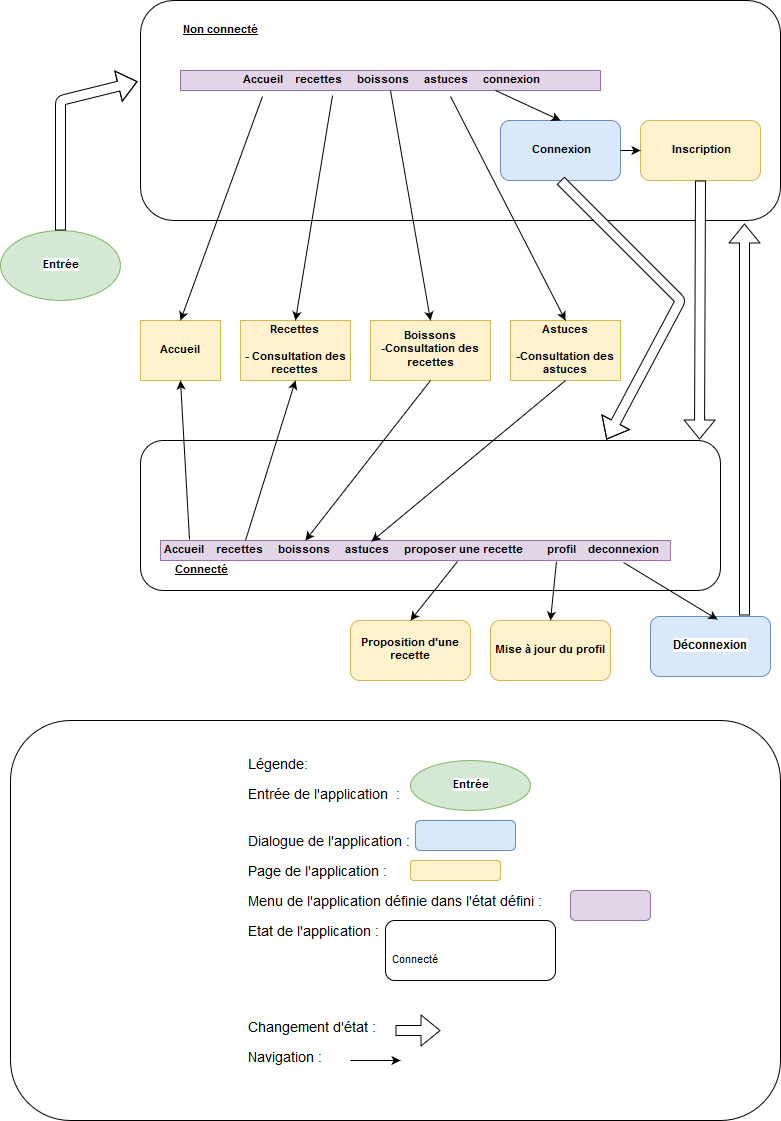 Non connecté
Accueil recettes boissons astuces connexion
Connexion
Inscription
Entrée
Accueil
Recettes
- Consultation des
recettes
Boissons
-Consultation des
recettes
Astuces
-Consultation des
astuces
Accueil recettes boissons astuces proposer une recette profil deconnexion
Connecté
Proposition d'une
recette
Mise à jour du profil
Déconnexion
Légende:
Entrée de l'application :
Entrée
Dialogue de l'application :
Page de l'application :
Menu de l'application définie dans l'état défini :
Etat de l'application :
Connecté
Changement d'état :
Navigation :